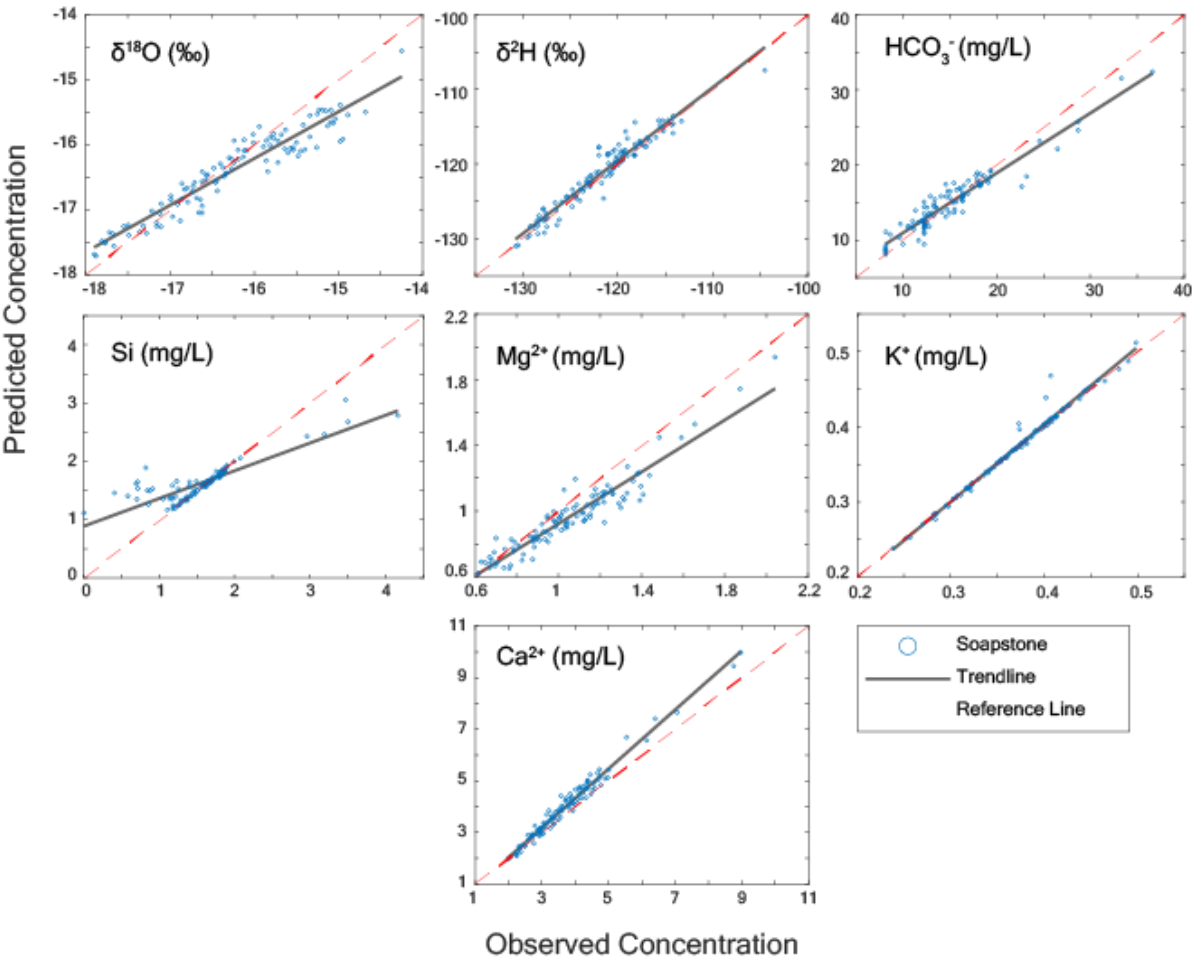 Predicted Concentration
δ¹⁸O (‰)
-14
-15
-16
-17
-18
-18 -17 -16 -15 -14
δ²H (‰)
-100
-110
-120
-130
-130 -120 -110 -100
HCO₃⁻ (mg/L)
40
30
20
10
10 20 30 40
Si (mg/L)
4
3
2
1
0
0 1 2 3 4
Mg²⁺ (mg/L)
2.2
1.8
1.4
1
0.6
0.6 1 1.4 1.8 2.2
K⁺ (mg/L)
0.5
0.4
0.3
0.2
0.2 0.3 0.4 0.5
Ca²⁺ (mg/L)
11
9
7
5
3
1
1 3 5 7 9 11
Soapstone
Trendline
Reference Line
Observed Concentration